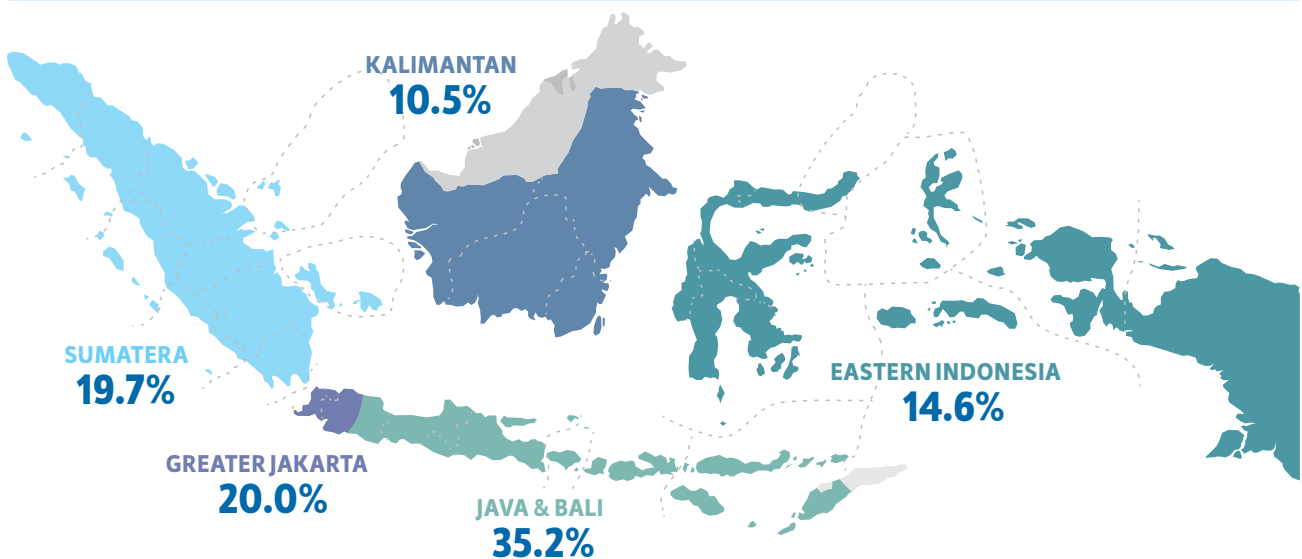 KALIMANTAN
10.5%
SUMATERA
19.7%
EASTERN INDONESIA
14.6%
GREATER JAKARTA
20.0%
JAVA & BALI
35.2%